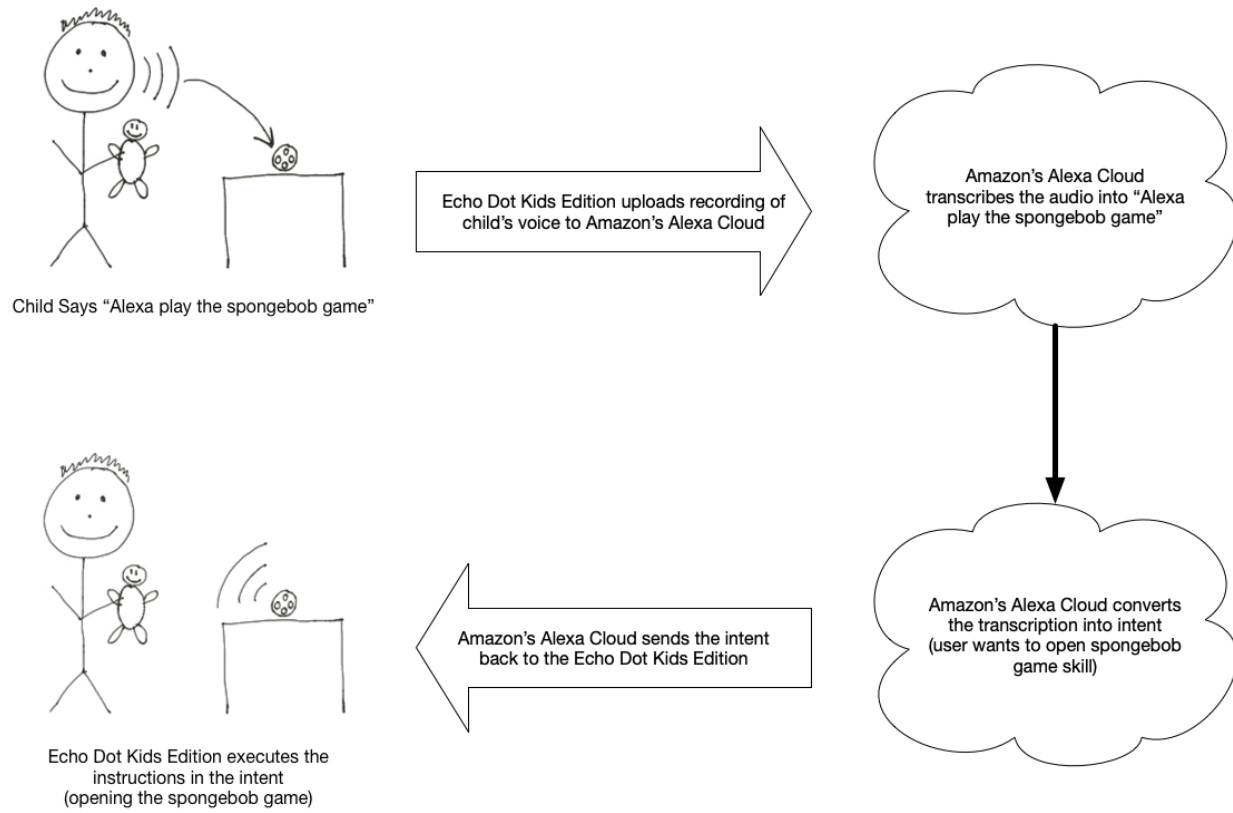 Child Says “Alexa play the spongebob game”
Echo Dot Kids Edition uploads recording of
child’s voice to Amazon’s Alexa Cloud
Amazon’s Alexa Cloud
transcribes the audio into “Alexa
play the spongebob game”
Amazon’s Alexa Cloud converts
the transcription into intent
(user wants to open spongebob
game skill)
Amazon’s Alexa Cloud sends the intent
back to the Echo Dot Kids Edition
Echo Dot Kids Edition executes the
instructions in the intent
(opening the spongebob game)